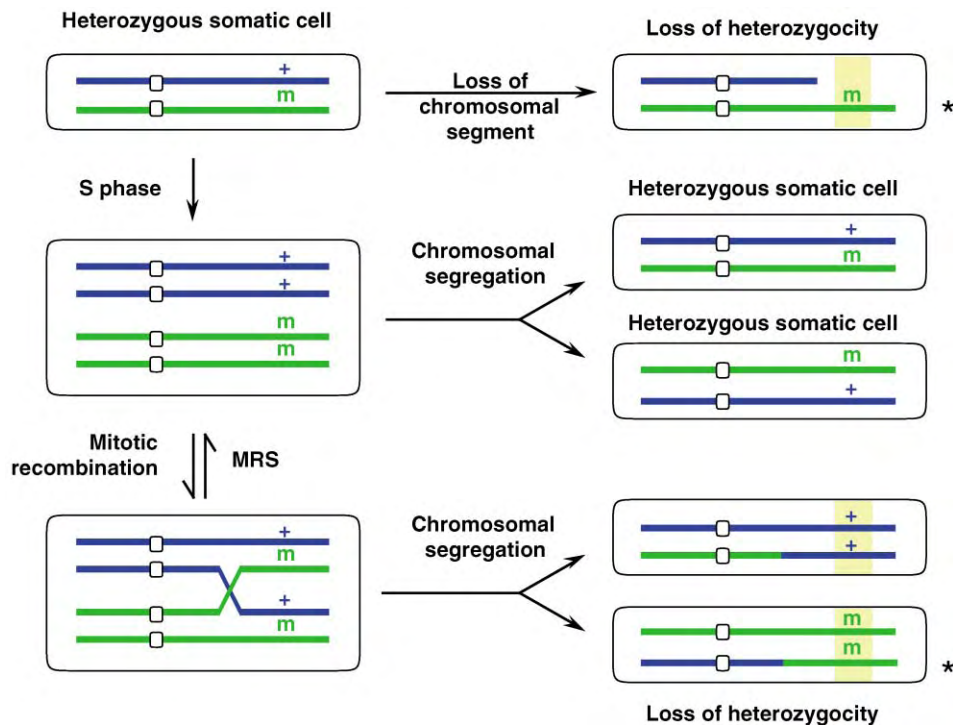 Heterozygous somatic cell
+
m
Loss of
chromosomal
segment
Loss of heterozygocity
m
*
S phase
+
+
m
m
Chromosomal
segregation
Heterozygous somatic cell
+
m
Heterozygous somatic cell
m
+
Mitotic
recombination
MRS
+
m
+
m
Chromosomal
segregation
+
+
m
m
*
Loss of heterozygocity